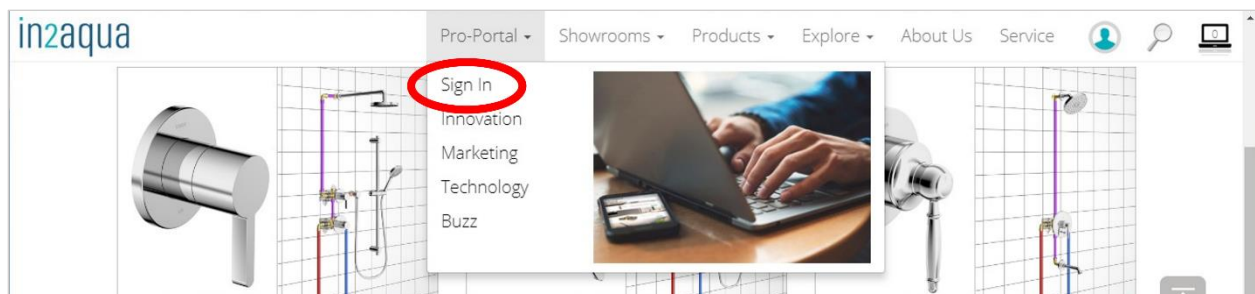 in2aqua
Pro-Portal Showrooms Products Explore About Us Service 0
Sign In
Innovation
Marketing
Technology
Buzz